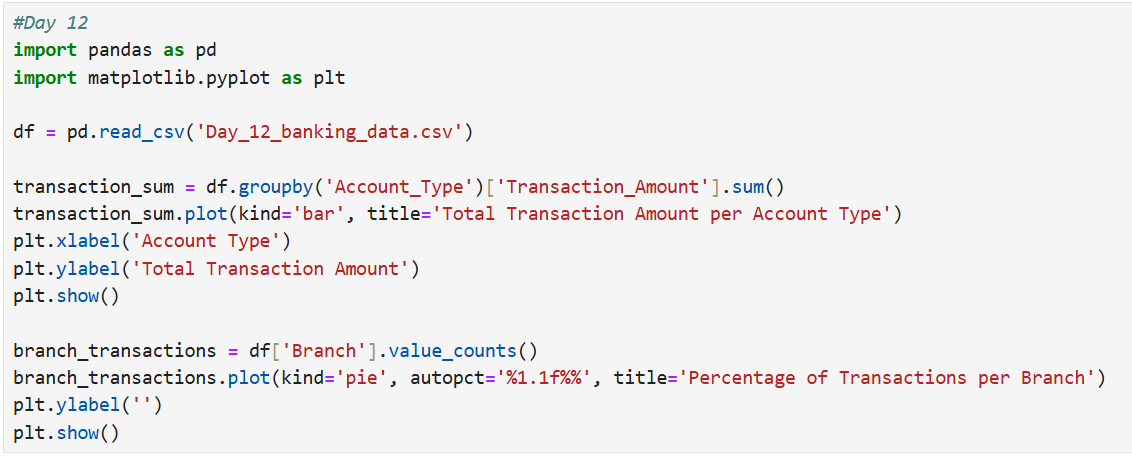 #Day 12
import pandas as pd
import matplotlib.pyplot as plt
df = pd.read_csv('Day_12_banking_data.csv')
transaction_sum = df.groupby('Account_Type')['Transaction_Amount'].sum()
transaction_sum.plot(kind='bar', title='Total Transaction Amount per Account Type')
plt.xlabel('Account Type')
plt.ylabel('Total Transaction Amount')
plt.show()
branch_transactions = df['Branch'].value_counts()
branch_transactions.plot(kind='pie', autopct='%1.1f%%', title='Percentage of Transactions per Branch')
plt.ylabel('')
plt.show()